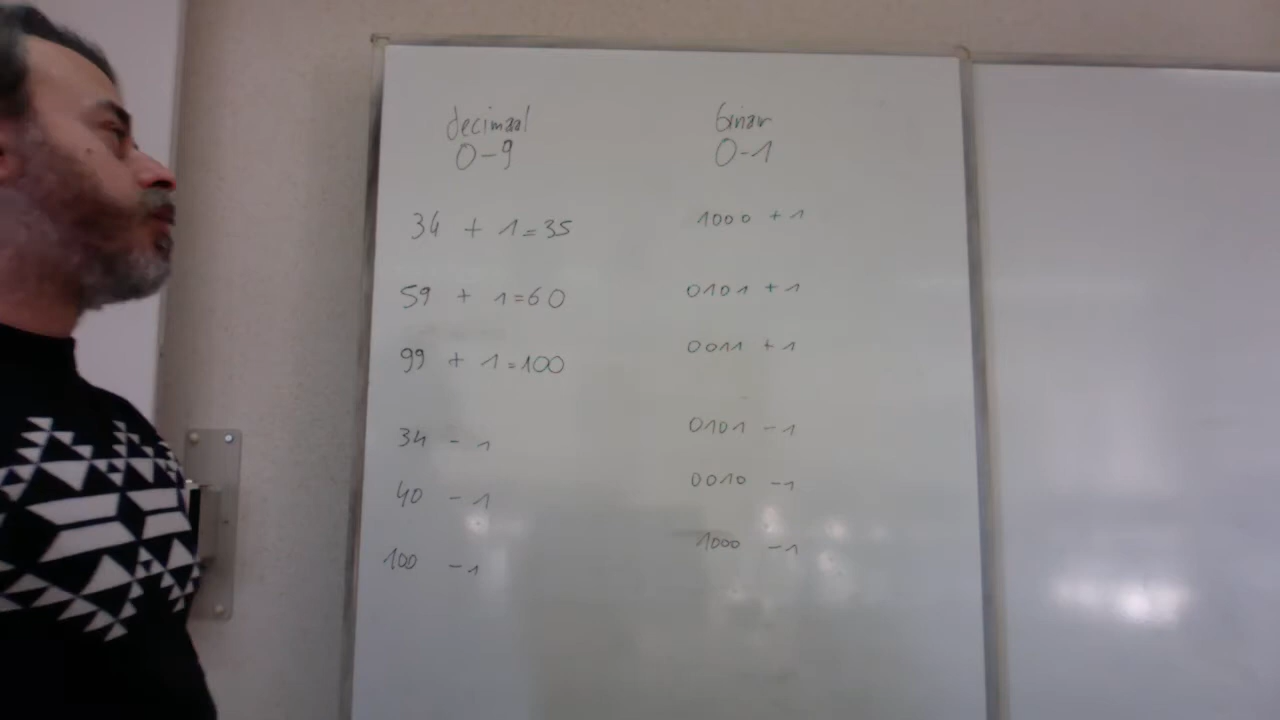 decimaal
0-9
34 + 1=35
59 + 1=60
99 + 1=100
34 - 1
40 - 1
100 - 1
binair
0-1
1000 + 1
0101 + 1
0011 + 1
0101 - 1
0010 - 1
1000 - 1